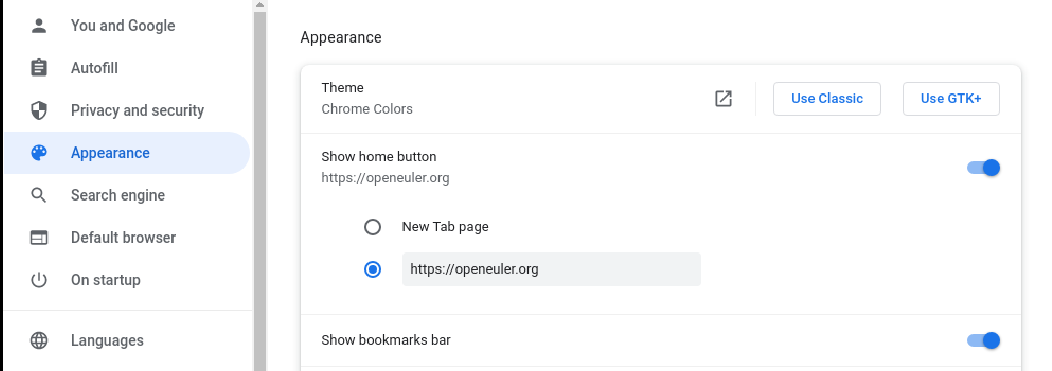 You and Google
Autofill
Privacy and security
Appearance
Search engine
Default browser
On startup
Languages
Appearance
Theme
Chrome Colors
Use Classic
Use GTK+
Show home button
https://openeuler.org
New Tab page
https://openeuler.org
Show bookmarks bar